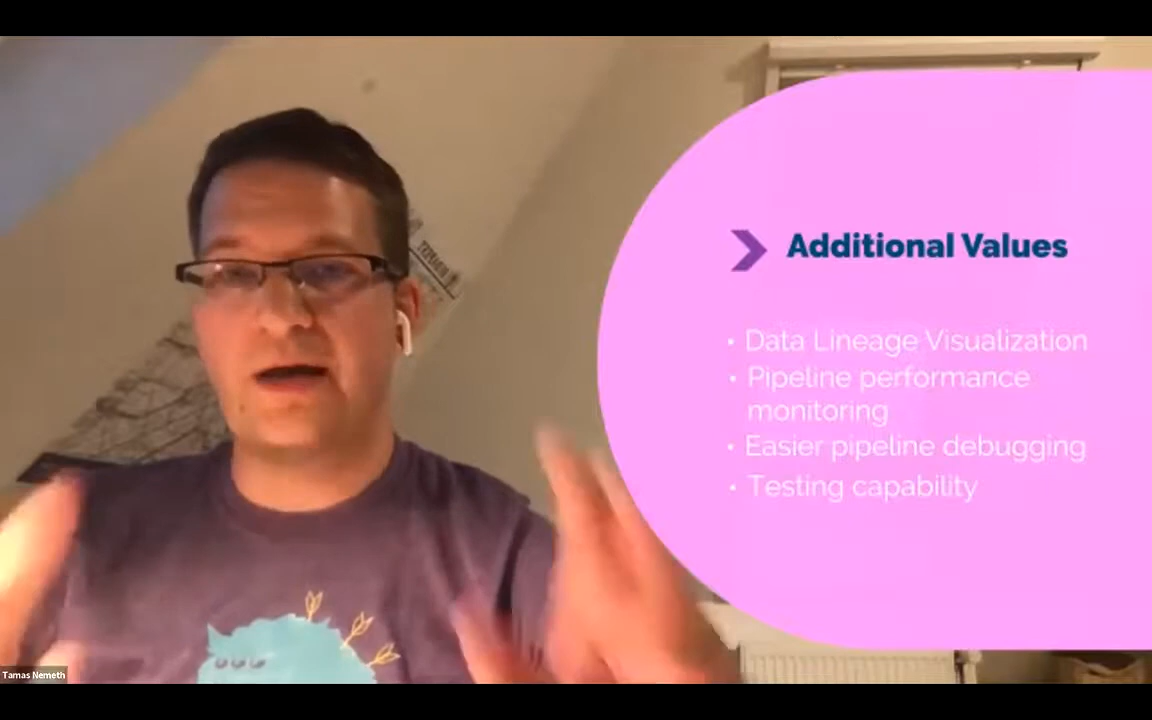 Additional Values
• Data Lineage Visualization
• Pipeline performance
monitoring
• Easier pipeline debugging
• Testing capability
Tamas Nemeth